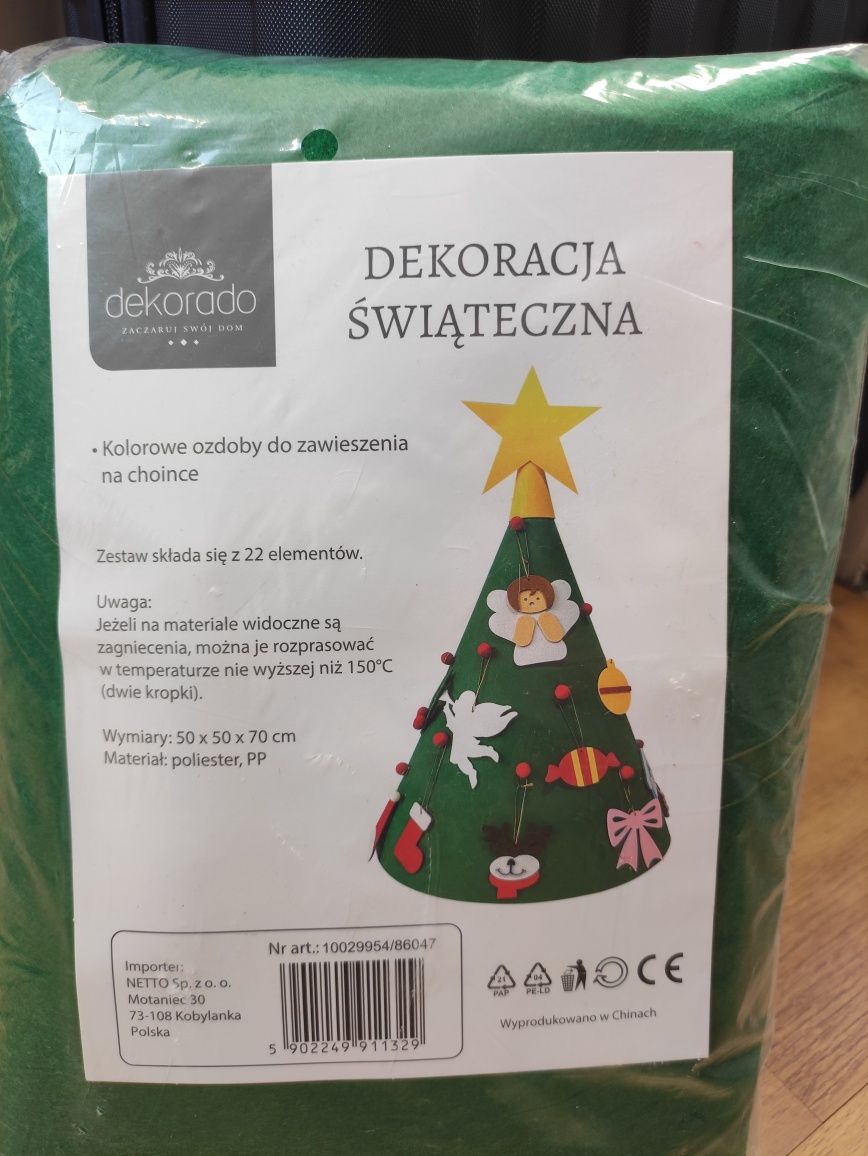 dekorado
ZACZARUJ SWÓJ DOM
DEKORACJA
ŚWIĄTECZNA
• Kolorowe ozdoby do zawieszenia
na choince
Zestaw składa się z 22 elementów.
Uwaga:
Jeżeli na materiale widoczne są
zagniecenia, można je rozprasować
w temperaturze nie wyższej niż 150°C
(dwie kropki).
Wymiary: 50 x 50 x 70 cm
Materiał: poliester, PP
Nr art.: 10029954/86047
Importer:
NETTO Sp. z o. o.
Motaniec 30
73-108 Kobylanka
Polska
5 902249 911329
21
PAP
04
PE-LD
CE
Wyprodukowano w Chinach